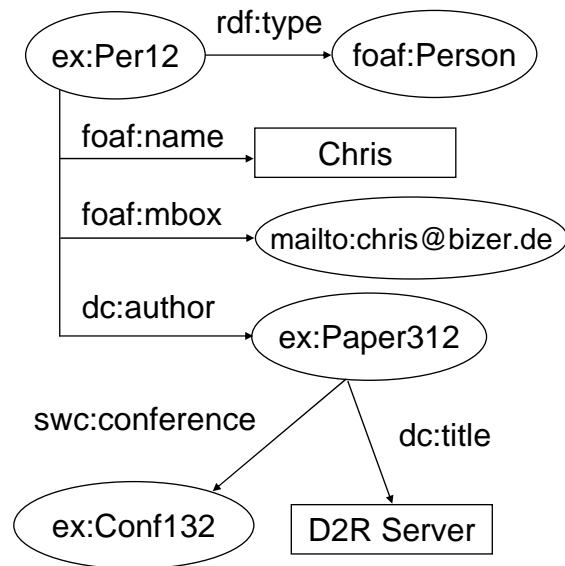 rdf:type
ex:Per12
foaf:Person
foaf:name
Chris
foaf:mbox
mailto:chris@bizer.de
dc:author
ex:Paper312
swc:conference
dc:title
ex:Conf132
D2R Server